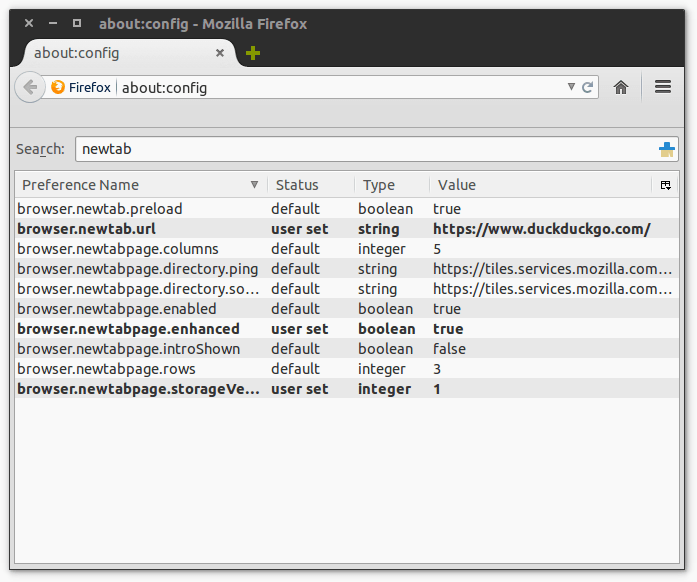 about:config - Mozilla Firefox
about:config
Firefox about:config
Search: newtab
Preference Name Status Type Value
browser.newtab.preload default boolean true
browser.newtab.url user set string https://www.duckduckgo.com/
browser.newtabpage.columns default integer 5
browser.newtabpage.directory.ping default string https://tiles.services.mozilla.com...
browser.newtabpage.directory.so... default string https://tiles.services.mozilla.com...
browser.newtabpage.enabled default boolean true
browser.newtabpage.enhanced user set boolean true
browser.newtabpage.introShown default boolean false
browser.newtabpage.rows default integer 3
browser.newtabpage.storageVe... user set integer 1